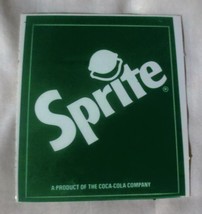 Sprite®
A PRODUCT OF THE COCA-COLA COMPANY